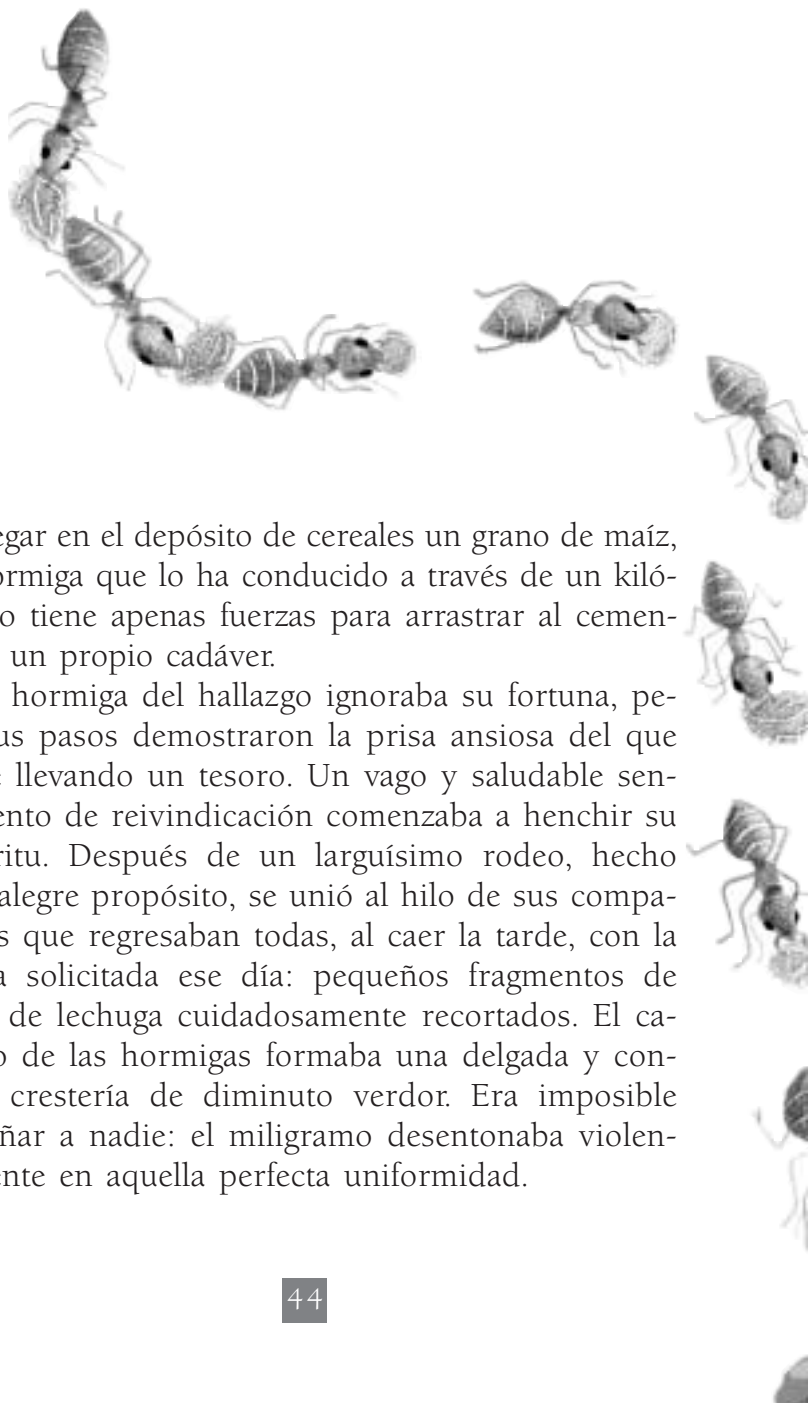 egar en el depósito de cereales un grano de maíz,
ormiga que lo ha conducido a través de un kiló-
o tiene apenas fuerzas para arrastrar al cemen-
un propio cadáver.
hormiga del hallazgo ignoraba su fortuna, pe-
us pasos demostraron la prisa ansiosa del que
e llevando un tesoro. Un vago y saludable sen-
ento de reivindicación comenzaba a henchir su
ritu. Después de un larguísimo rodeo, hecho
alegre propósito, se unió al hilo de sus compa-
s que regresaban todas, al caer la tarde, con la
a solicitada ese día: pequeños fragmentos de
de lechuga cuidadosamente recortados. El ca-
o de las hormigas formaba una delgada y con-
crestería de diminuto verdor. Era imposible
ñar a nadie: el miligramo desentonaba violen-
ente en aquella perfecta uniformidad.
44